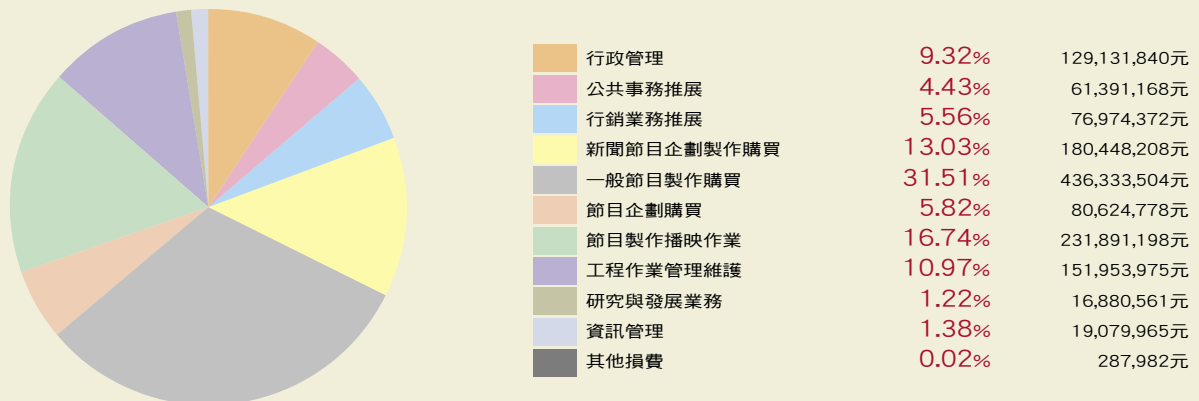 行政管理 9.32% 129,131,840元
公共事務推展 4.43% 61,391,168元
行銷業務推展 5.56% 76,974,372元
新聞節目企劃製作購買 13.03% 180,448,208元
一般節目製作購買 31.51% 436,333,504元
節目企劃購買 5.82% 80,624,778元
節目製作播映作業 16.74% 231,891,198元
工程作業管理維護 10.97% 151,953,975元
研究與發展業務 1.22% 16,880,561元
資訊管理 1.38% 19,079,965元
其他損費 0.02% 287,982元